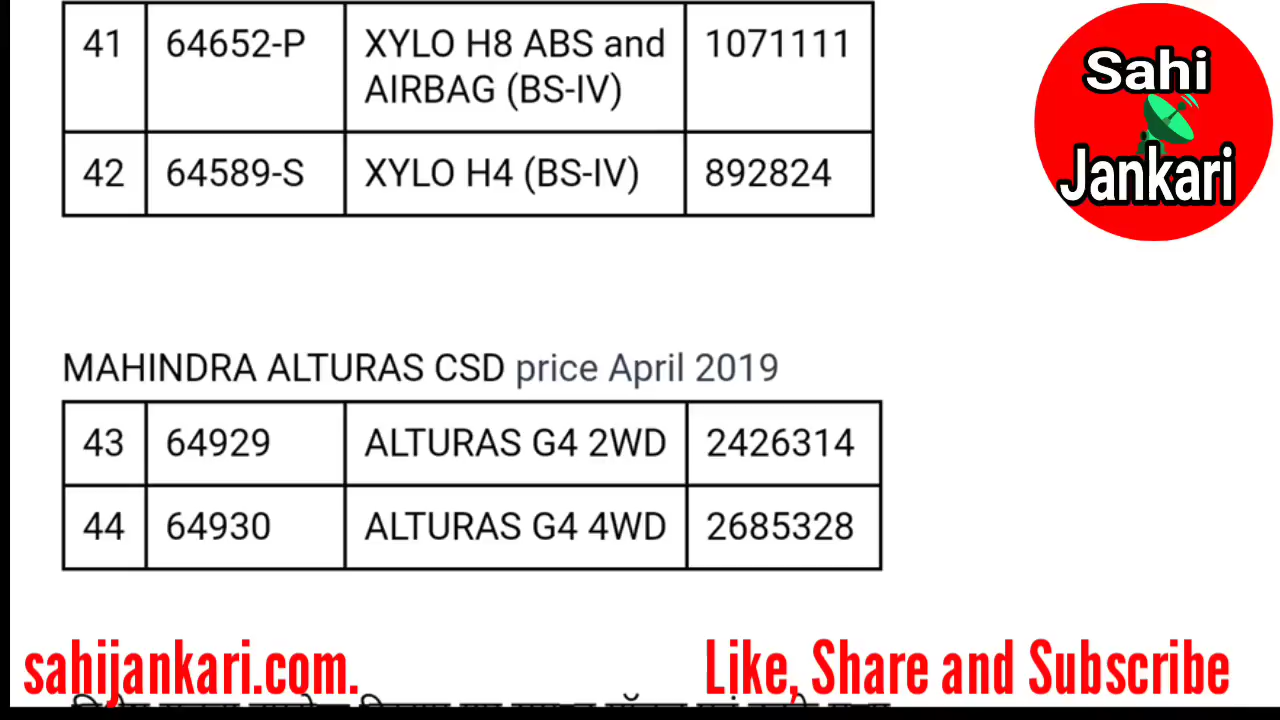 41 64652-P XYLO H8 ABS and 1071111
AIRBAG (BS-IV)
42 64589-S XYLO H4 (BS-IV) 892824
Sahi
Jankari
MAHINDRA ALTURAS CSD price April 2019
43 64929 ALTURAS G4 2WD 2426314
44 64930 ALTURAS G4 4WD 2685328
sahijankari.com.
Like, Share and Subscribe